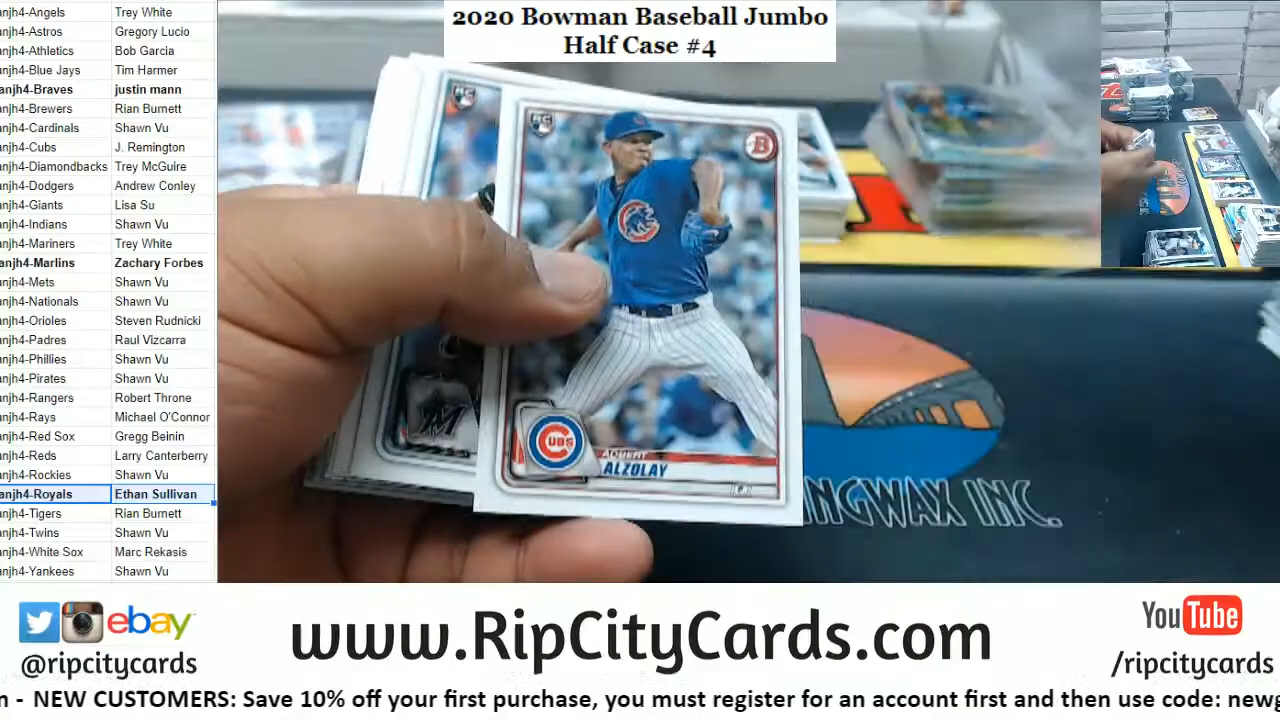 2020 Bowman Baseball Jumbo
Half Case #4
anjh4-Angels Trey White
anjh4-Astros Gregory Lucio
anjh4-Athletics Bob Garcia
anjh4-Blue Jays Tim Harmer
anjh4-Braves justin mann
anjh4-Brewers Rian Burnett
anjh4-Cardinals Shawn Vu
anjh4-Cubs J. Remington
anjh4-Diamondbacks Trey McGuire
anjh4-Dodgers Andrew Conley
anjh4-Giants Lisa Su
anjh4-Indians Shawn Vu
anjh4-Mariners Trey White
anjh4-Marlins Zachary Forbes
anjh4-Mets Shawn Vu
anjh4-Nationals Shawn Vu
anjh4-Orioles Steven Rudnicki
anjh4-Padres Raul Vizcarra
anjh4-Phillies Shawn Vu
anjh4-Pirates Shawn Vu
anjh4-Rangers Robert Throne
anjh4-Rays Michael O'Connor
anjh4-Red Sox Gregg Beinin
anjh4-Reds Larry Canterberry
anjh4-Rockies Shawn Vu
anjh4-Royals Ethan Sullivan
anjh4-Tigers Rian Burnett
anjh4-Twins Shawn Vu
anjh4-White Sox Marc Rekasis
anjh4-Yankees Shawn Vu
RC
RC
B
C
M
CUBS
ADBERT
ALZOLAY
P
INGWAX INC.
ebay
@ripcitycards
www.RipCityCards.com
YouTube
/ripcitycards
n - NEW CUSTOMERS: Save 10% off your first purchase, you must register for an account first and then use code: newg